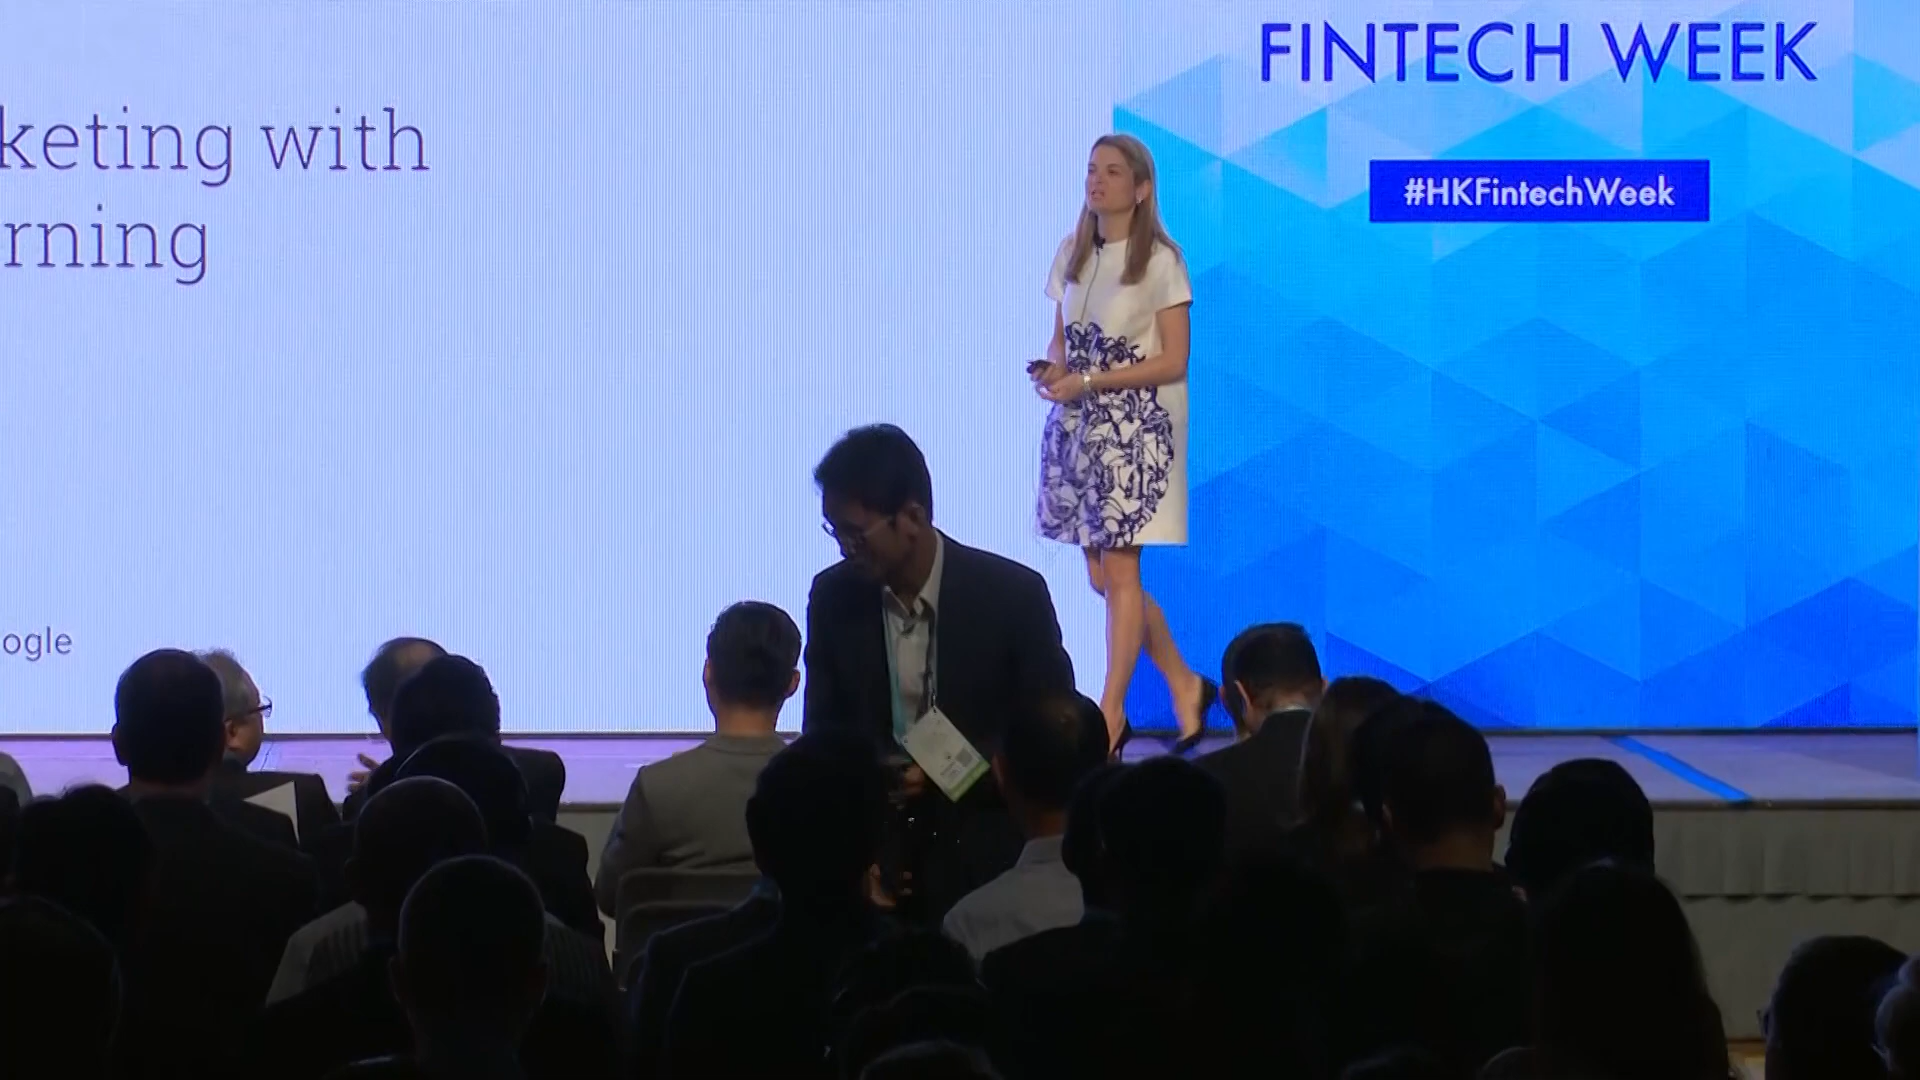 FINTECH WEEK
#HKFintechWeek
keting with
rning
ogle